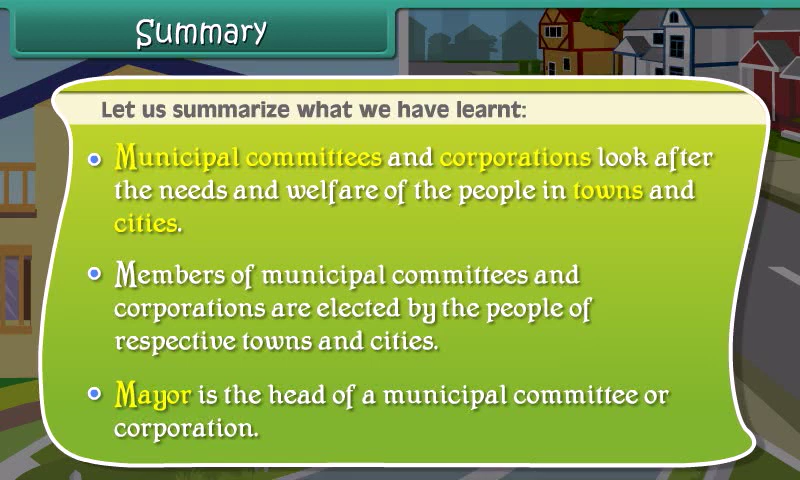 Summary
Let us summarize what we have learnt:
Municipal committees and corporations look after
the needs and welfare of the people in towns and
cities.
Members of municipal committees and
corporations are elected by the people of
respective towns and cities.
Mayor is the head of a municipal committee or
corporation.